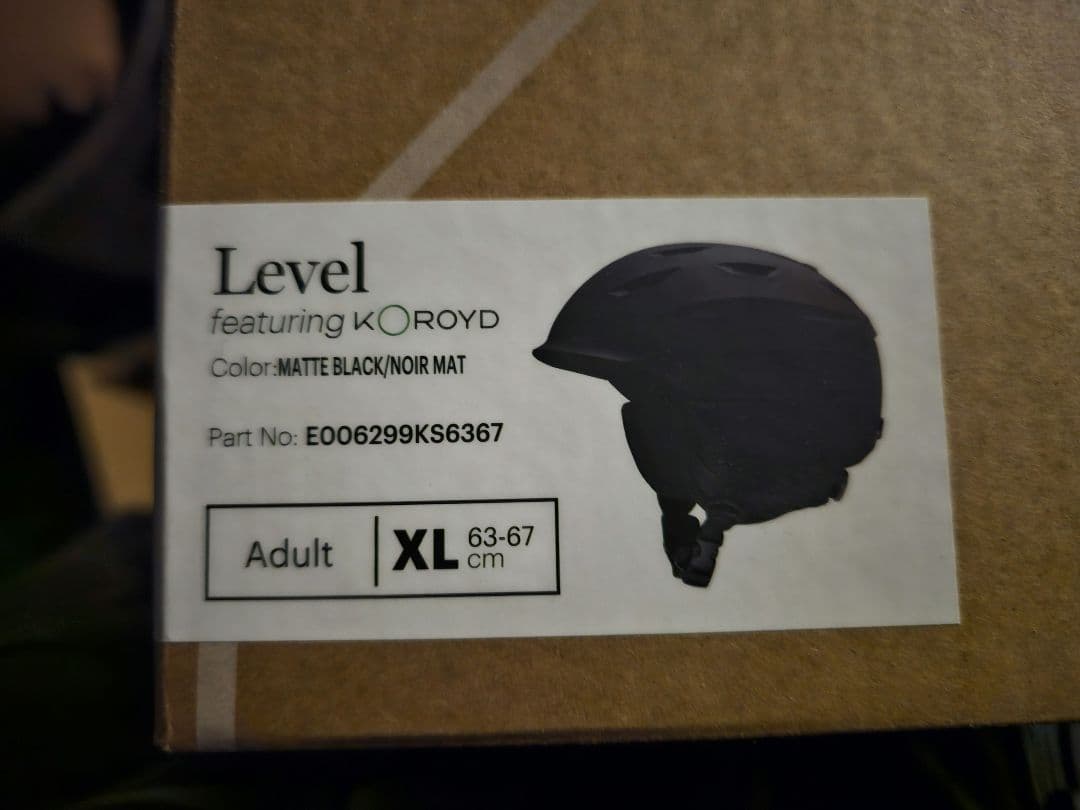 Level
featuring KOROYD
Color:MATTE BLACK/NOIR MAT
Part No: E006299KS6367
Adult XL 63-67 cm